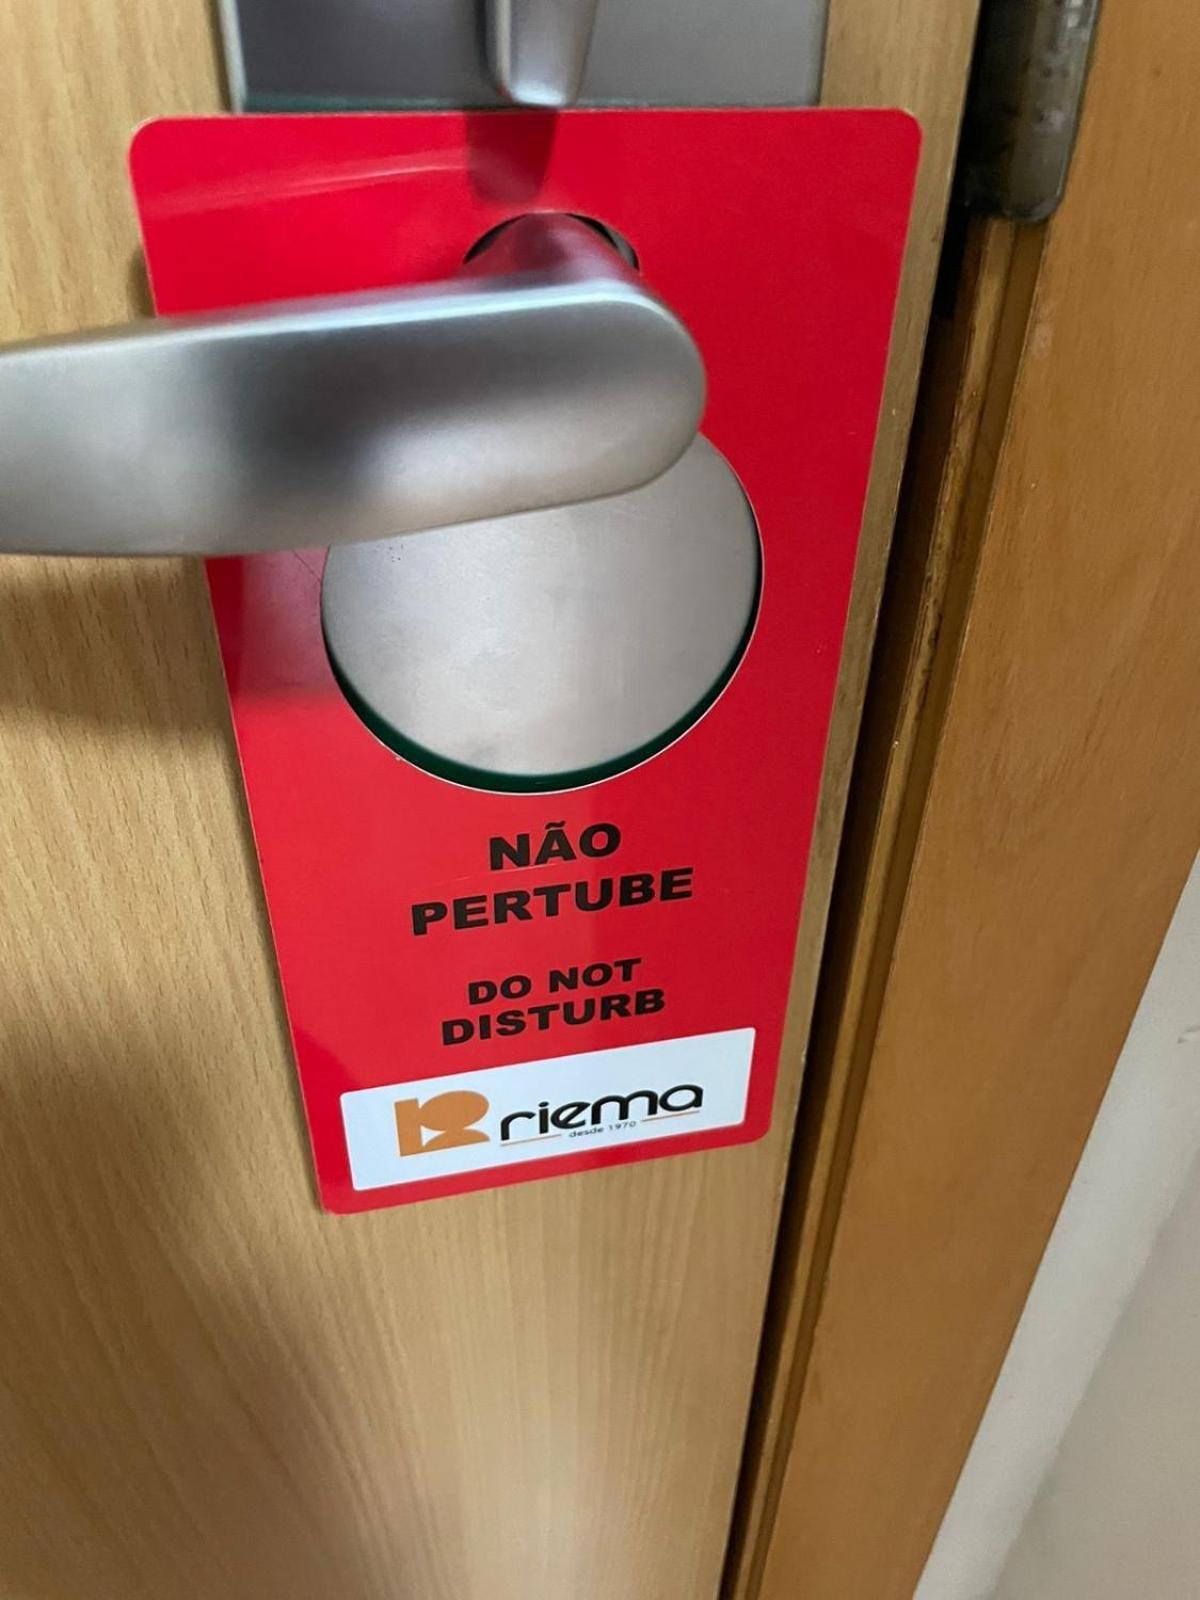 NÃO
PERTUBE
DO NOT
DISTURB
riema
desde 1970